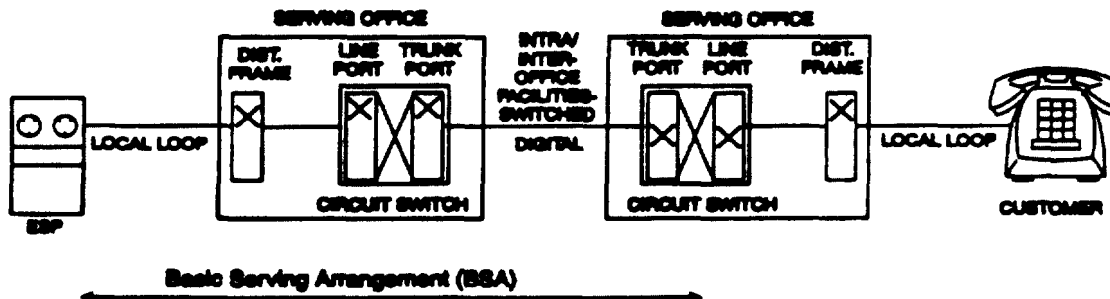 SERVING OFFICE
SERVING OFFICE
DIST.
FRAME
LINE
PORT
TRUNK
PORT
INTRA/
INTER-
OFFICE
FACILITIES-
SWITCHED
DIGITAL
TRUNK
PORT
LINE
PORT
DIST.
FRAME
LOCAL LOOP
LOCAL LOOP
CIRCUIT SWITCH
CIRCUIT SWITCH
ESP
CUSTOMER
Basic Serving Arrangement (BSA)